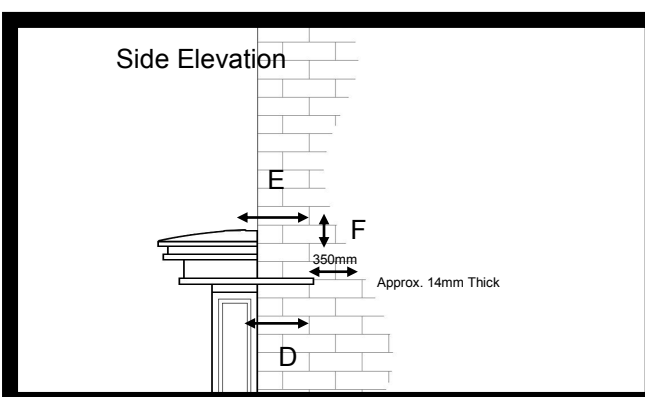 Side Elevation
E
F
350mm
Approx. 14mm Thick
D